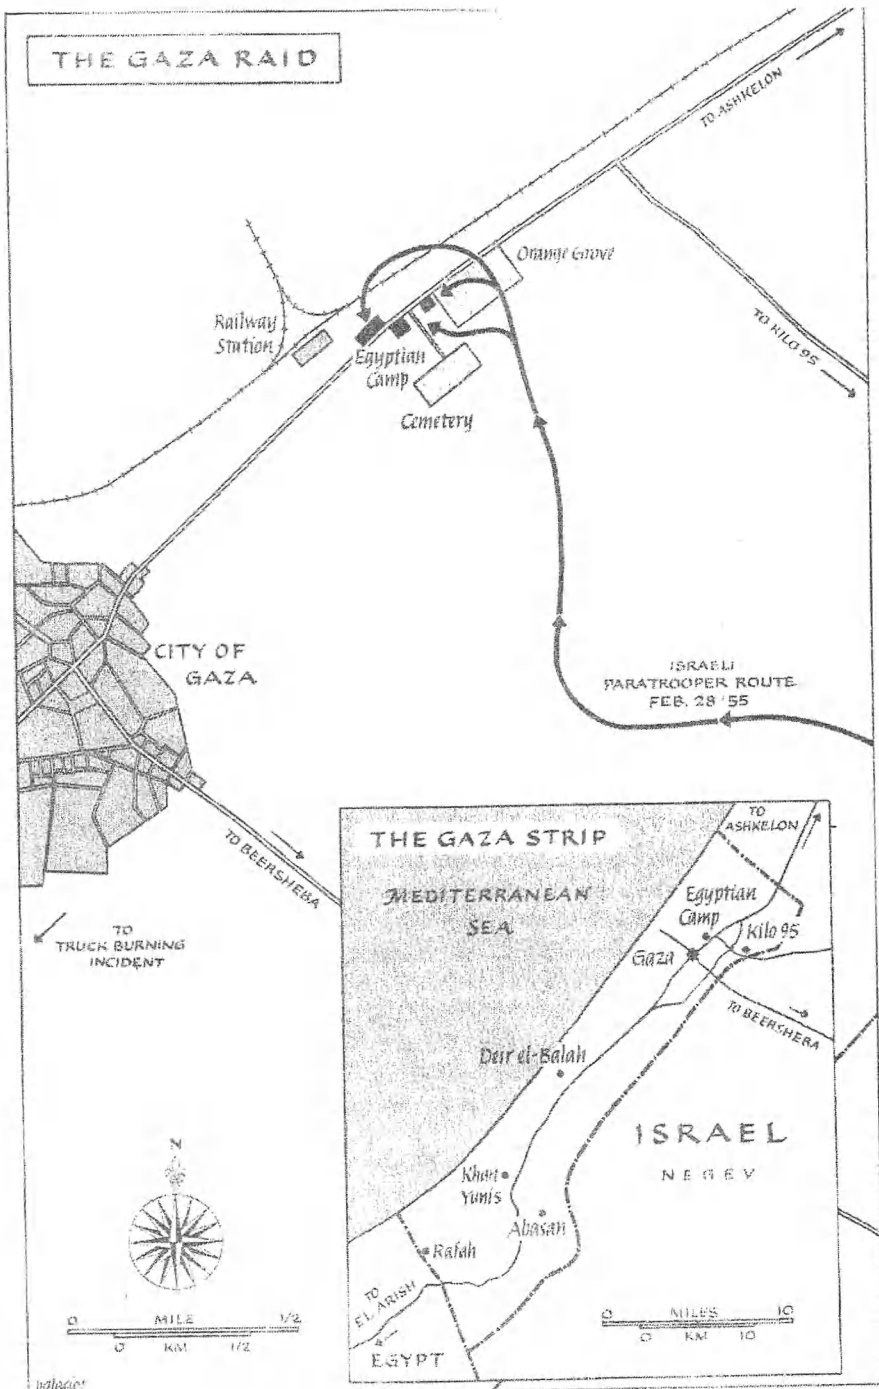 THE GAZA RAID
TO ASHKELON
Orange Grove
TO KILO 95
Railway
Station
Egyptian
Camp
Cemetery
CITY OF
GAZA
ISRAELI
PARATROOPER ROUTE
FEB. 28 '55
TO BEERSHEBA
TO
TRUCK BURNING
INCIDENT
N
0 MILE 1/2
0 KM 1/2
THE GAZA STRIP
MEDITERRANEAN
SEA
TO
ASHKELON
Egyptian
Camp
Kilo 95
Gaza
TO BEERSHEBA
Deir el-Balah
ISRAEL
NEGEV
Khan
Yunis
Abasan
Rafah
TO
EL ARISH
EGYPT
0 MILES 10
0 KM 10